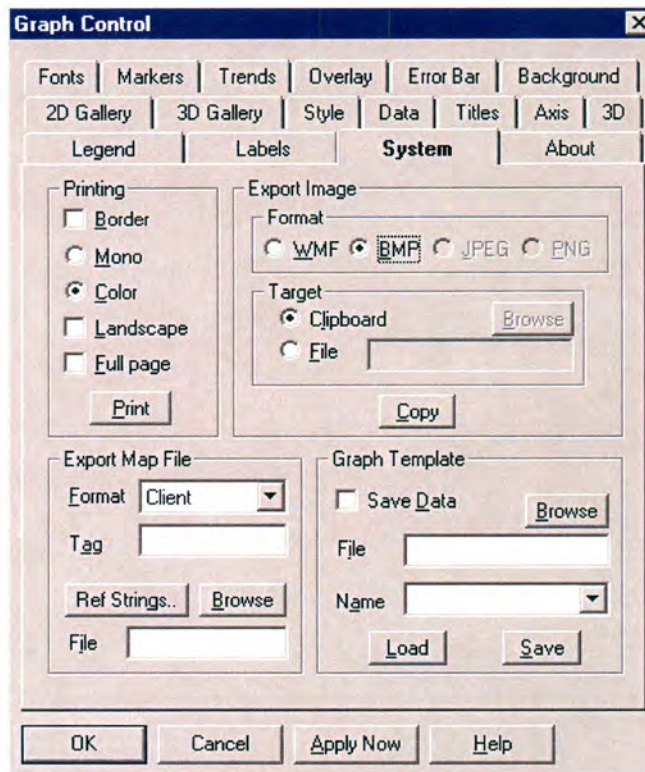 Graph Control
Fonts Markers Trends Overlay Error Bar Background
2D Gallery 3D Gallery Style Data Titles Axis 3D
Legend Labels System About
Printing
Border
Mono
Color
Landscape
Full page
Print
Export Image
Format
WMF BMP JPEG PNG
Target
Clipboard Browse
File
Copy
Export Map File
Format Client
Tag
Ref Strings.. Browse
File
Graph Template
Save Data Browse
File
Name
Load Save
OK Cancel Apply Now Help